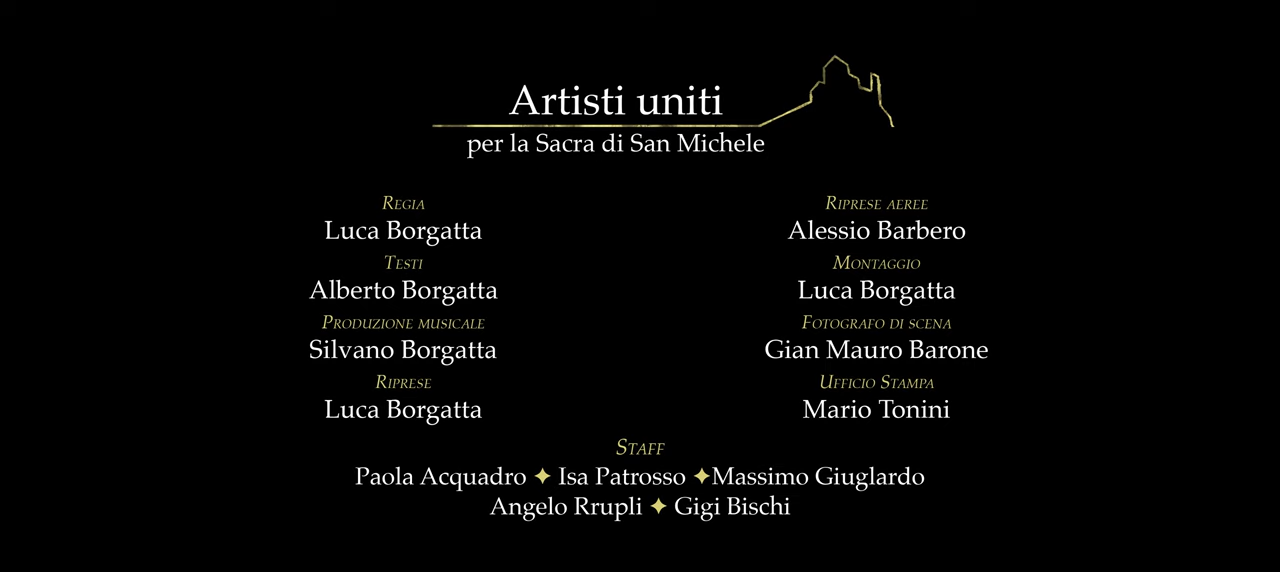 Artisti uniti
per la Sacra di San Michele
Regia
Luca Borgatta
Testi
Alberto Borgatta
Produzione musicale
Silvano Borgatta
Riprese
Luca Borgatta
Riprese aeree
Alessio Barbero
Montaggio
Luca Borgatta
Fotografo di scena
Gian Mauro Barone
Ufficio Stampa
Mario Tonini
Staff
Paola Acquadro ✦ Isa Patrosso ✦Massimo Giuglardo
Angelo Rrupli ✦ Gigi Bischi